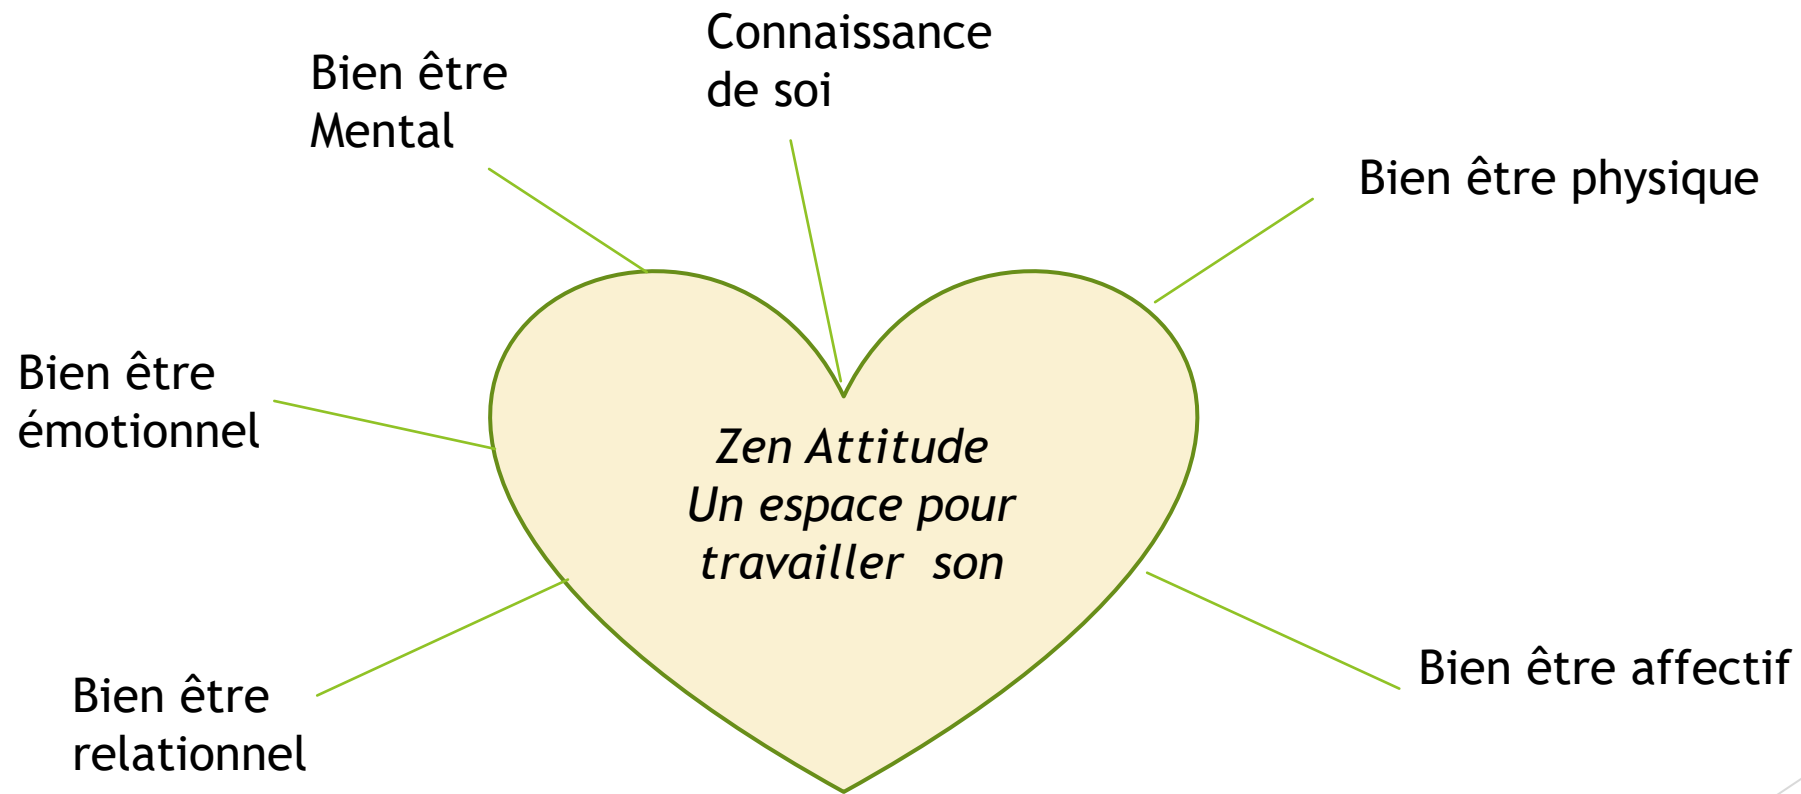 Connaissance
de soi
Bien être
Mental
Bien être physique
Bien être
émotionnel
Zen Attitude
Un espace pour
travailler  son
Bien être affectif
Bien être
relationnel